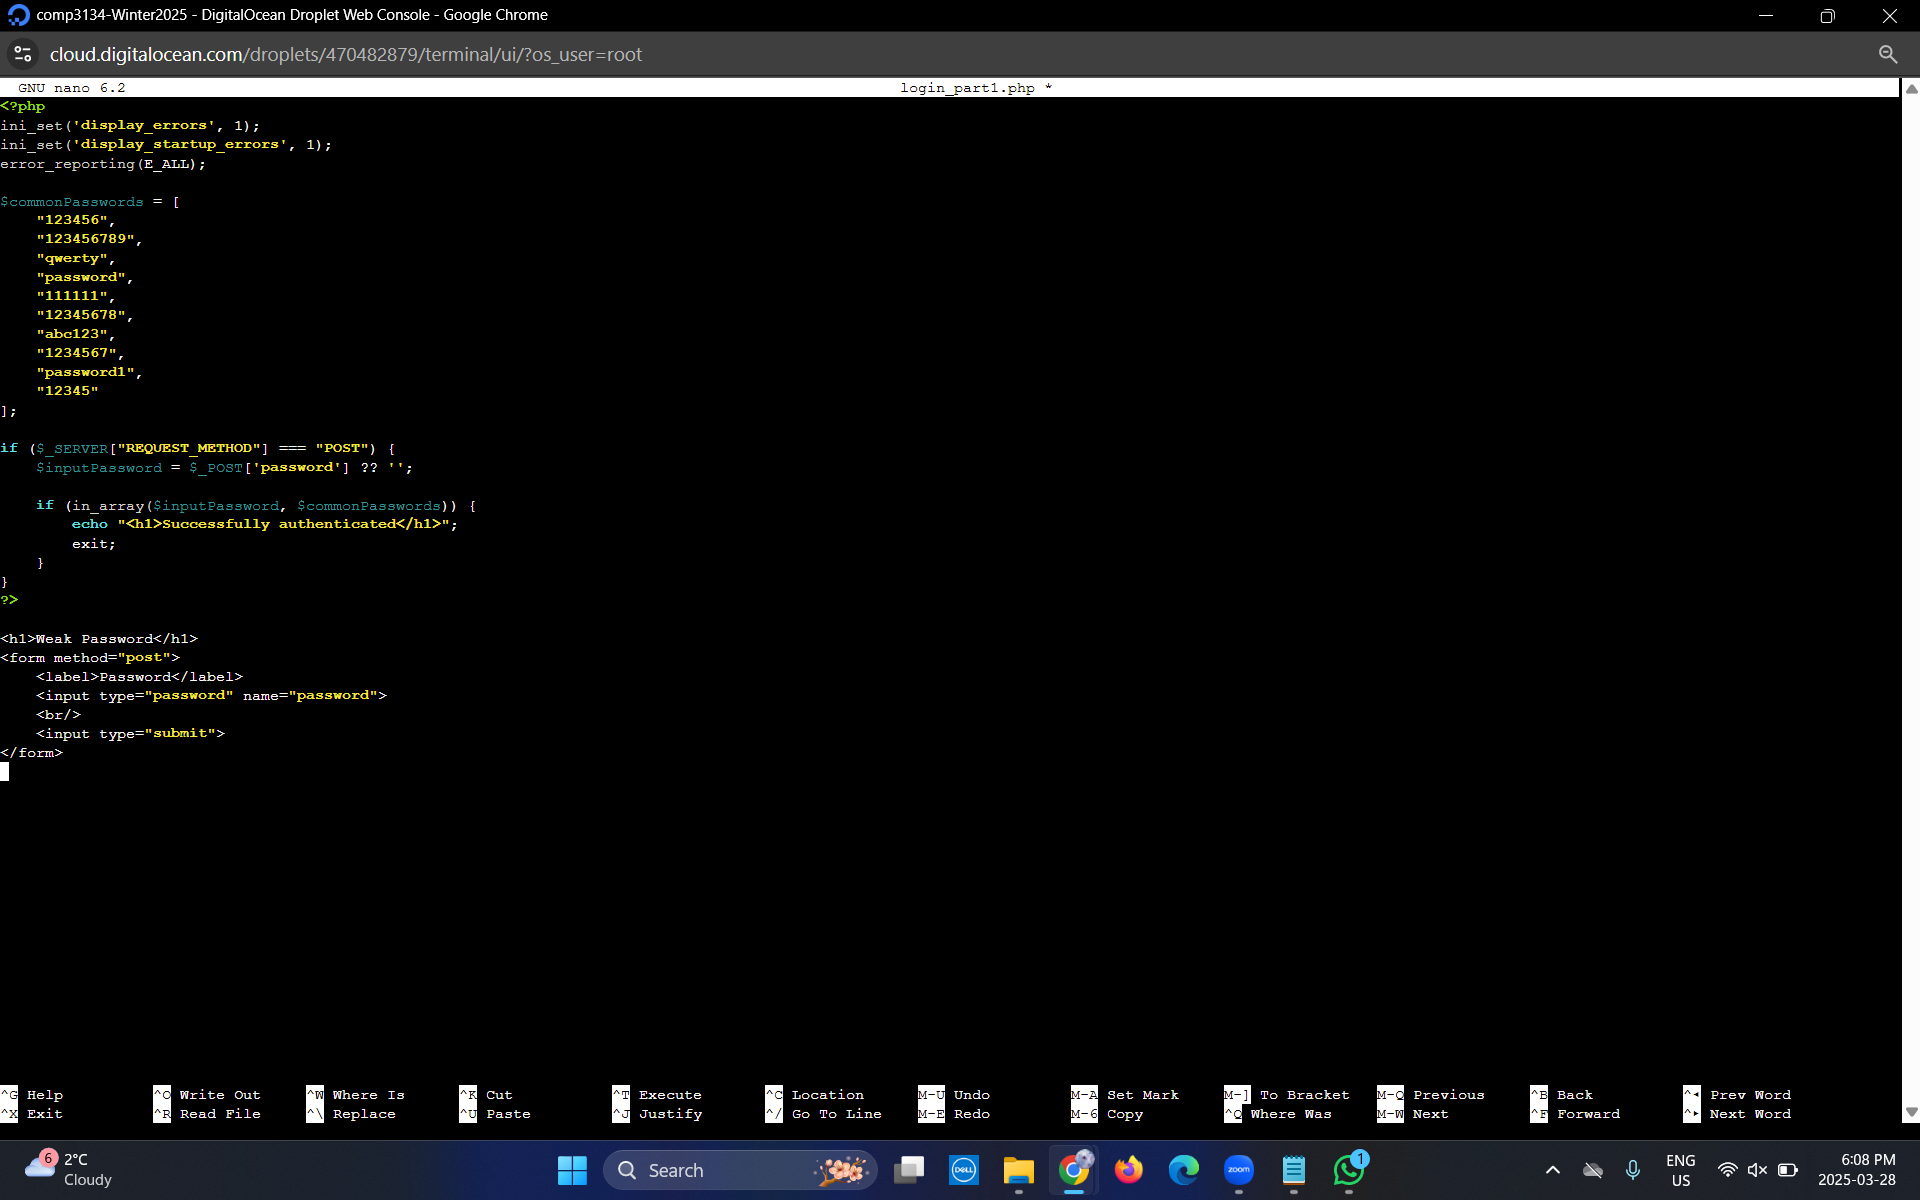 comp3134-Winter2025 - DigitalOcean Droplet Web Console - Google Chrome
cloud.digitalocean.com/droplets/470482879/terminal/ui/?os_user=root
GNU nano 6.2 login_part1.php *
<?php
ini_set('display_errors', 1);
ini_set('display_startup_errors', 1);
error_reporting(E_ALL);
$commonPasswords = [
    "123456",
    "123456789",
    "qwerty",
    "password",
    "111111",
    "12345678",
    "abc123",
    "1234567",
    "password1",
    "12345"
];
if ($_SERVER["REQUEST_METHOD"] === "POST") {
    $inputPassword = $_POST['password'] ?? '';
    if (in_array($inputPassword, $commonPasswords)) {
        echo "<h1>Successfully authenticated</h1>";
        exit;
    }
}
?>
<h1>Weak Password</h1>
<form method="post">
    <label>Password</label>
    <input type="password" name="password">
    <br/>
    <input type="submit">
</form>
^G Help ^O Write Out ^W Where Is ^K Cut ^T Execute ^C Location M-U Undo M-A Set Mark M-] To Bracket M-Q Previous ^B Back ^◂ Prev Word
^X Exit ^R Read File ^\ Replace ^U Paste ^J Justify ^/ Go To Line M-E Redo M-6 Copy ^Q Where Was M-W Next ^F Forward ^▸ Next Word
6
2°C
Cloudy
Search
DELL
zoom
1
ENG
US
6:08 PM
2025-03-28